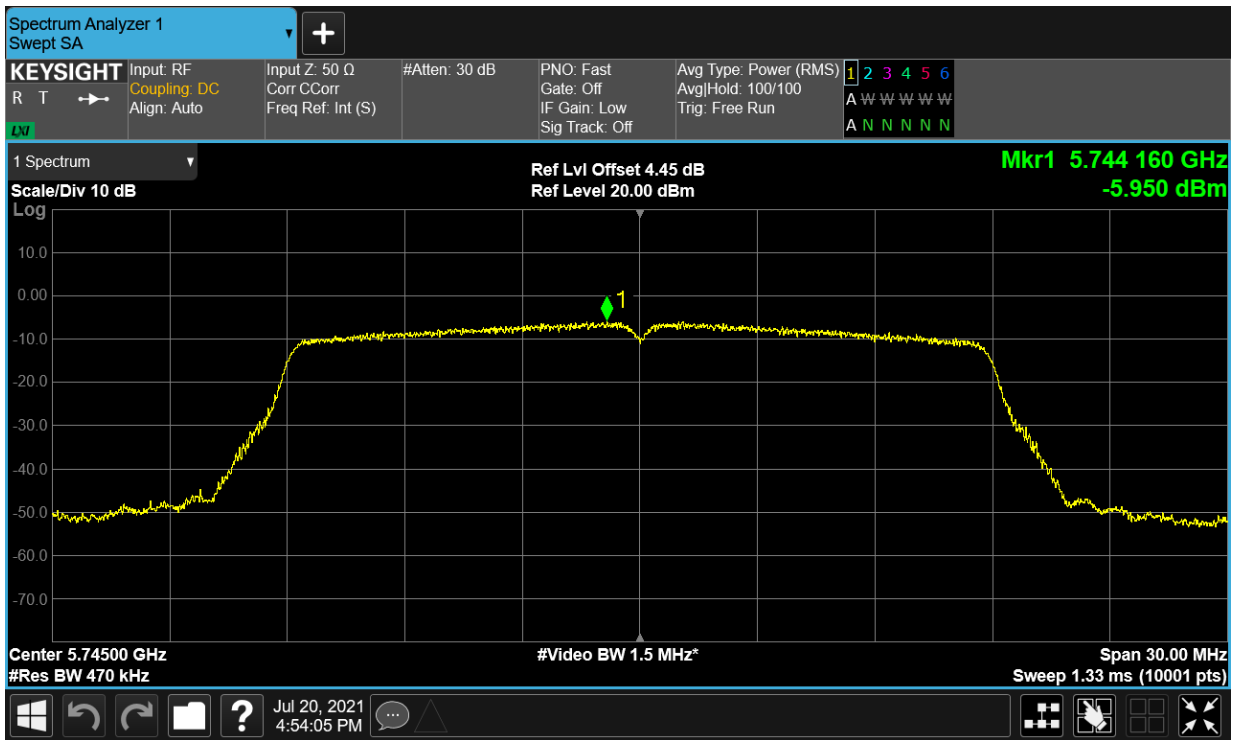 Spectrum Analyzer 1
Swept SA
KEYSIGHT
R T
LXI
Input: RF
Coupling: DC
Align: Auto
Input Z: 50 Ω
Corr CCorr
Freq Ref: Int (S)
#Atten: 30 dB
PNO: Fast
Gate: Off
IF Gain: Low
Sig Track: Off
Avg Type: Power (RMS)
Avg|Hold: 100/100
Trig: Free Run
1 2 3 4 5 6
A W W W W W
A N N N N N
1 Spectrum
Scale/Div 10 dB
Log
Ref Lvl Offset 4.45 dB
Ref Level 20.00 dBm
Mkr1 5.744 160 GHz
-5.950 dBm
10.0
0.00
1
-10.0
-20.0
-30.0
-40.0
-50.0
-60.0
-70.0
Center 5.74500 GHz
#Res BW 470 kHz
#Video BW 1.5 MHz*
Span 30.00 MHz
Sweep 1.33 ms (10001 pts)
?
Jul 20, 2021
4:54:05 PM